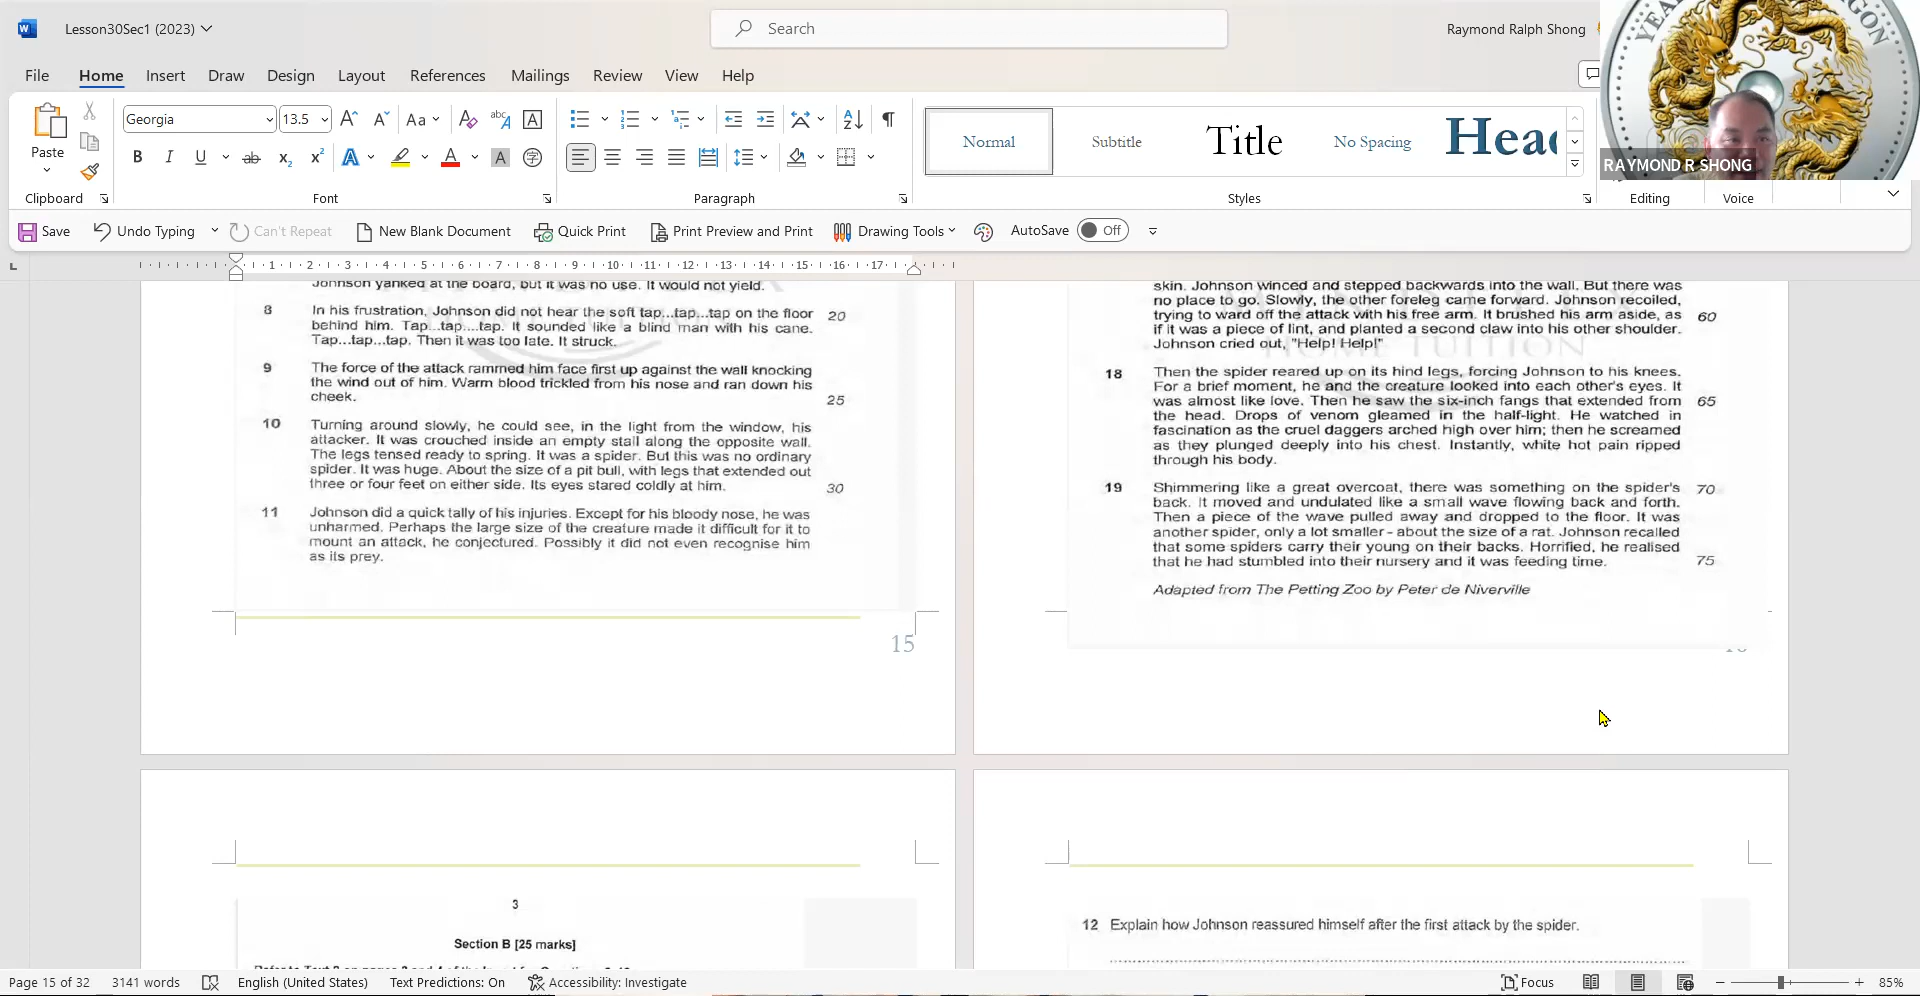 Lesson30Sec1 (2023)
Search
Raymond Ralph Shong
YEAR
DRAGON
RAYMOND R SHONG
File Home Insert Draw Design Layout References Mailings Review View Help
Paste
Georgia
13.5
Aa
Normal
Subtitle
Title
No Spacing
Head
Clipboard
Font
Paragraph
Styles
Editing
Voice
Save
Undo Typing
Can't Repeat
New Blank Document
Quick Print
Print Preview and Print
Drawing Tools
AutoSave Off
1 2 3 4 5 6 7 8 9 10 11 12 13 14 15 16 17
Johnson yanked at the board, but it was no use. It would not yield.
8 In his frustration, Johnson did not hear the soft tap...tap...tap on the floor 20
behind him. Tap...tap....tap. It sounded like a blind man with his cane.
Tap...tap...tap. Then it was too late. It struck.
9 The force of the attack rammed him face first up against the wall knocking
the wind out of him. Warm blood trickled from his nose and ran down his
cheek. 25
10 Turning around slowly, he could see, in the light from the window, his
attacker. It was crouched inside an empty stall along the opposite wall.
The legs tensed ready to spring. It was a spider. But this was no ordinary
spider. It was huge. About the size of a pit bull, with legs that extended out
three or four feet on either side. Its eyes stared coldly at him. 30
11 Johnson did a quick tally of his injuries. Except for his bloody nose, he was
unharmed. Perhaps the large size of the creature made it difficult for it to
mount an attack, he conjectured. Possibly it did not even recognise him
as its prey.
15
skin. Johnson winced and stepped backwards into the wall. But there was
no place to go. Slowly, the other foreleg came forward. Johnson recoiled,
trying to ward off the attack with his free arm. It brushed his arm aside, as 60
if it was a piece of lint, and planted a second claw into his other shoulder.
Johnson cried out, "Help! Help!"
HOME TUITION
18 Then the spider reared up on its hind legs, forcing Johnson to his knees.
For a brief moment, he and the creature looked into each other's eyes. It
was almost like love. Then he saw the six-inch fangs that extended from 65
the head. Drops of venom gleamed in the half-light. He watched in
fascination as the cruel daggers arched high over him; then he screamed
as they plunged deeply into his chest. Instantly, white hot pain ripped
through his body.
19 Shimmering like a great overcoat, there was something on the spider's 70
back. It moved and undulated like a small wave flowing back and forth.
Then a piece of the wave pulled away and dropped to the floor. It was
another spider, only a lot smaller - about the size of a rat. Johnson recalled
that some spiders carry their young on their backs. Horrified, he realised
that he had stumbled into their nursery and it was feeding time. 75
Adapted from The Petting Zoo by Peter de Niverville
3
Section B [25 marks]
12 Explain how Johnson reassured himself after the first attack by the spider.
Page 15 of 32
3141 words
English (United States)
Text Predictions: On
Accessibility: Investigate
Focus
85%